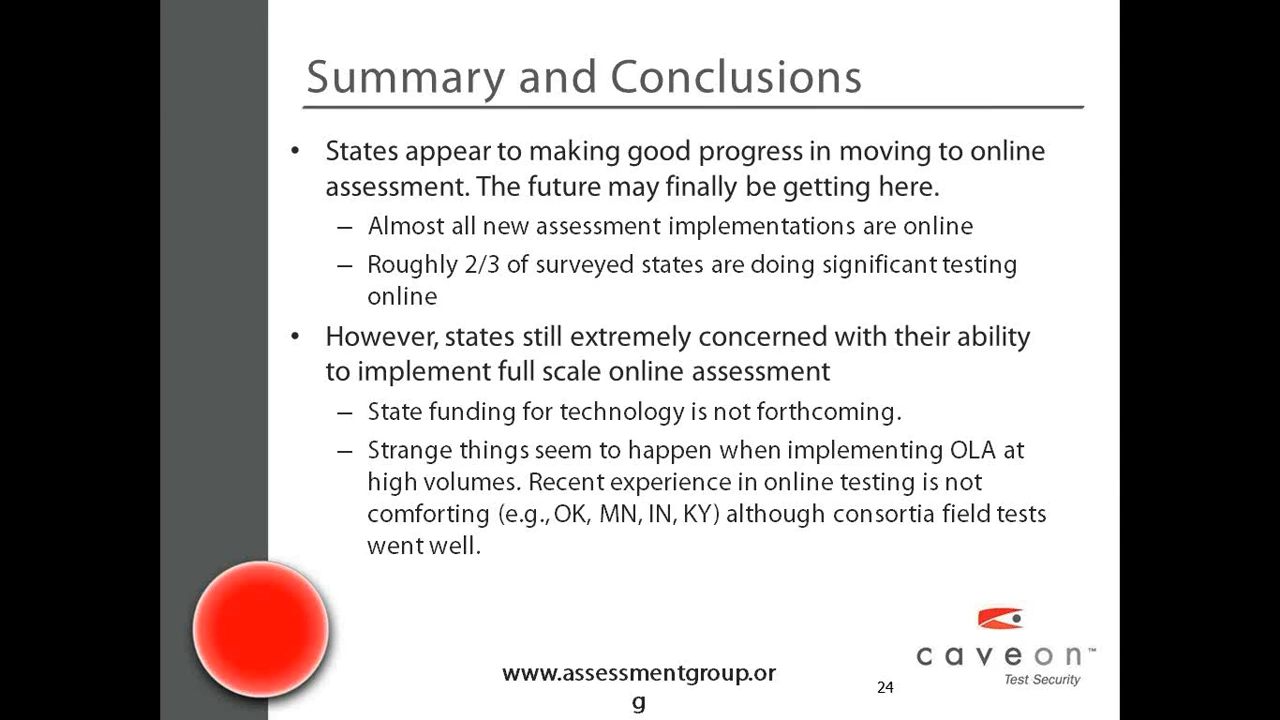 Summary and Conclusions
• States appear to making good progress in moving to online
assessment. The future may finally be getting here.
– Almost all new assessment implementations are online
– Roughly 2/3 of surveyed states are doing significant testing
online
• However, states still extremely concerned with their ability
to implement full scale online assessment
– State funding for technology is not forthcoming.
– Strange things seem to happen when implementing OLA at
high volumes. Recent experience in online testing is not
comforting (e.g., OK, MN, IN, KY) although consortia field tests
went well.
www.assessmentgroup.or
g
24
caveon™
Test Security